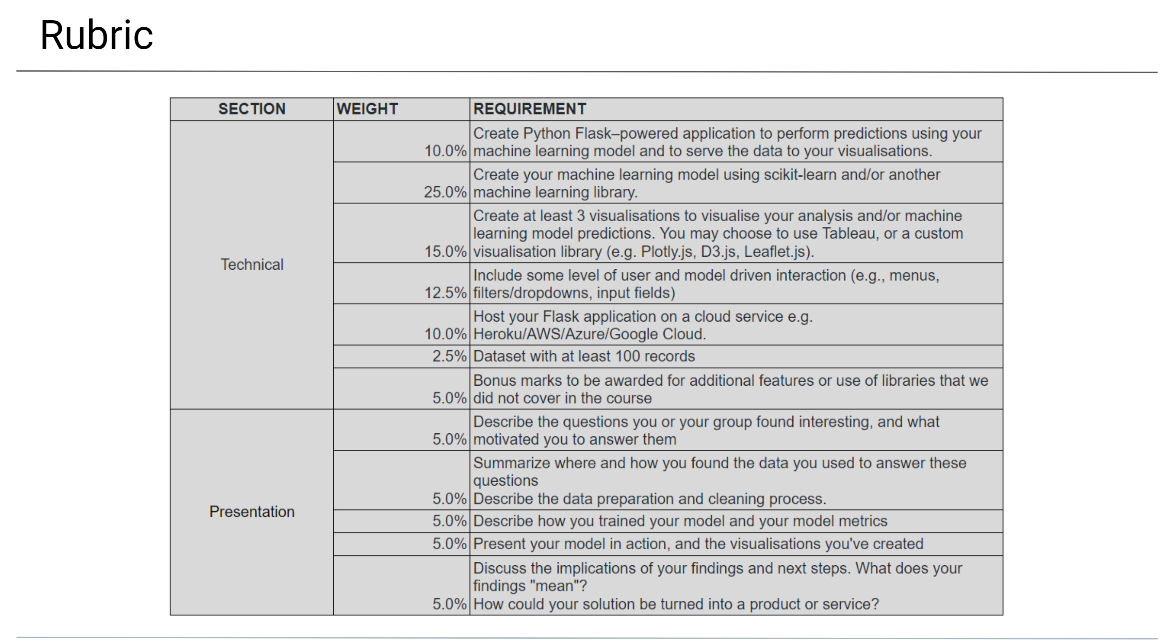 Rubric
SECTION WEIGHT REQUIREMENT
Technical
10.0% Create Python Flask–powered application to perform predictions using your
machine learning model and to serve the data to your visualisations.
25.0% Create your machine learning model using scikit-learn and/or another
machine learning library.
15.0% Create at least 3 visualisations to visualise your analysis and/or machine
learning model predictions. You may choose to use Tableau, or a custom
visualisation library (e.g. Plotly.js, D3.js, Leaflet.js).
12.5% Include some level of user and model driven interaction (e.g., menus,
filters/dropdowns, input fields)
10.0% Host your Flask application on a cloud service e.g.
Heroku/AWS/Azure/Google Cloud.
2.5% Dataset with at least 100 records
5.0% Bonus marks to be awarded for additional features or use of libraries that we
did not cover in the course
Presentation
5.0% Describe the questions you or your group found interesting, and what
motivated you to answer them
5.0% Summarize where and how you found the data you used to answer these
questions
Describe the data preparation and cleaning process.
5.0% Describe how you trained your model and your model metrics
5.0% Present your model in action, and the visualisations you've created
5.0% Discuss the implications of your findings and next steps. What does your
findings "mean"?
How could your solution be turned into a product or service?